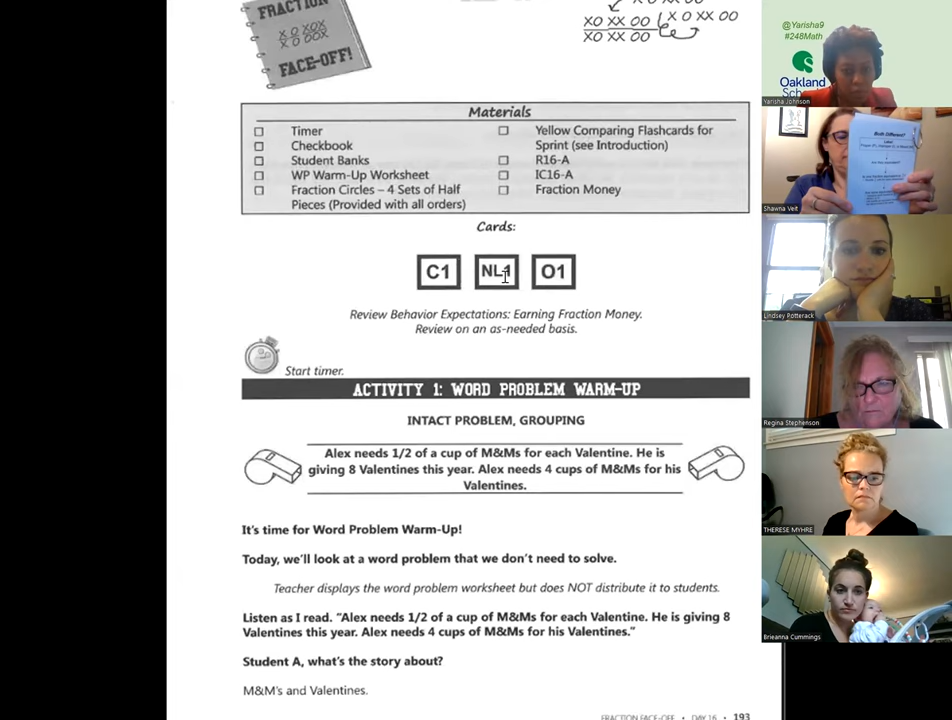 FRACTION
X O XOX
X O OOX
FACE-OFF!
XO XX OO
XO XX OO
X O XX OO
XO XX OO
Materials
Timer
Checkbook
Student Banks
WP Warm-Up Worksheet
Fraction Circles – 4 Sets of Half
Pieces (Provided with all orders)
Yellow Comparing Flashcards for
Sprint (see Introduction)
R16-A
IC16-A
Fraction Money
Cards:
C1
NL1
O1
Review Behavior Expectations: Earning Fraction Money.
Review on an as-needed basis.
Start timer.
ACTIVITY 1: WORD PROBLEM WARM-UP
INTACT PROBLEM, GROUPING
Alex needs 1/2 of a cup of M&Ms for each Valentine. He is
giving 8 Valentines this year. Alex needs 4 cups of M&Ms for his
Valentines.
It's time for Word Problem Warm-Up!
Today, we'll look at a word problem that we don't need to solve.
Teacher displays the word problem worksheet but does NOT distribute it to students.
Listen as I read. "Alex needs 1/2 of a cup of M&Ms for each Valentine. He is giving 8
Valentines this year. Alex needs 4 cups of M&Ms for his Valentines."
Student A, what's the story about?
M&M's and Valentines.
FRACTION FACE-OFF • DAY 16 • 193
@Yarisha9
#248Math
Oakland
Yarisha Johnson
Both Different?
Shawna Veit
Lindsey Potterack
Regina Stephenson
THERESE MYHRE
Brieanna Cummings